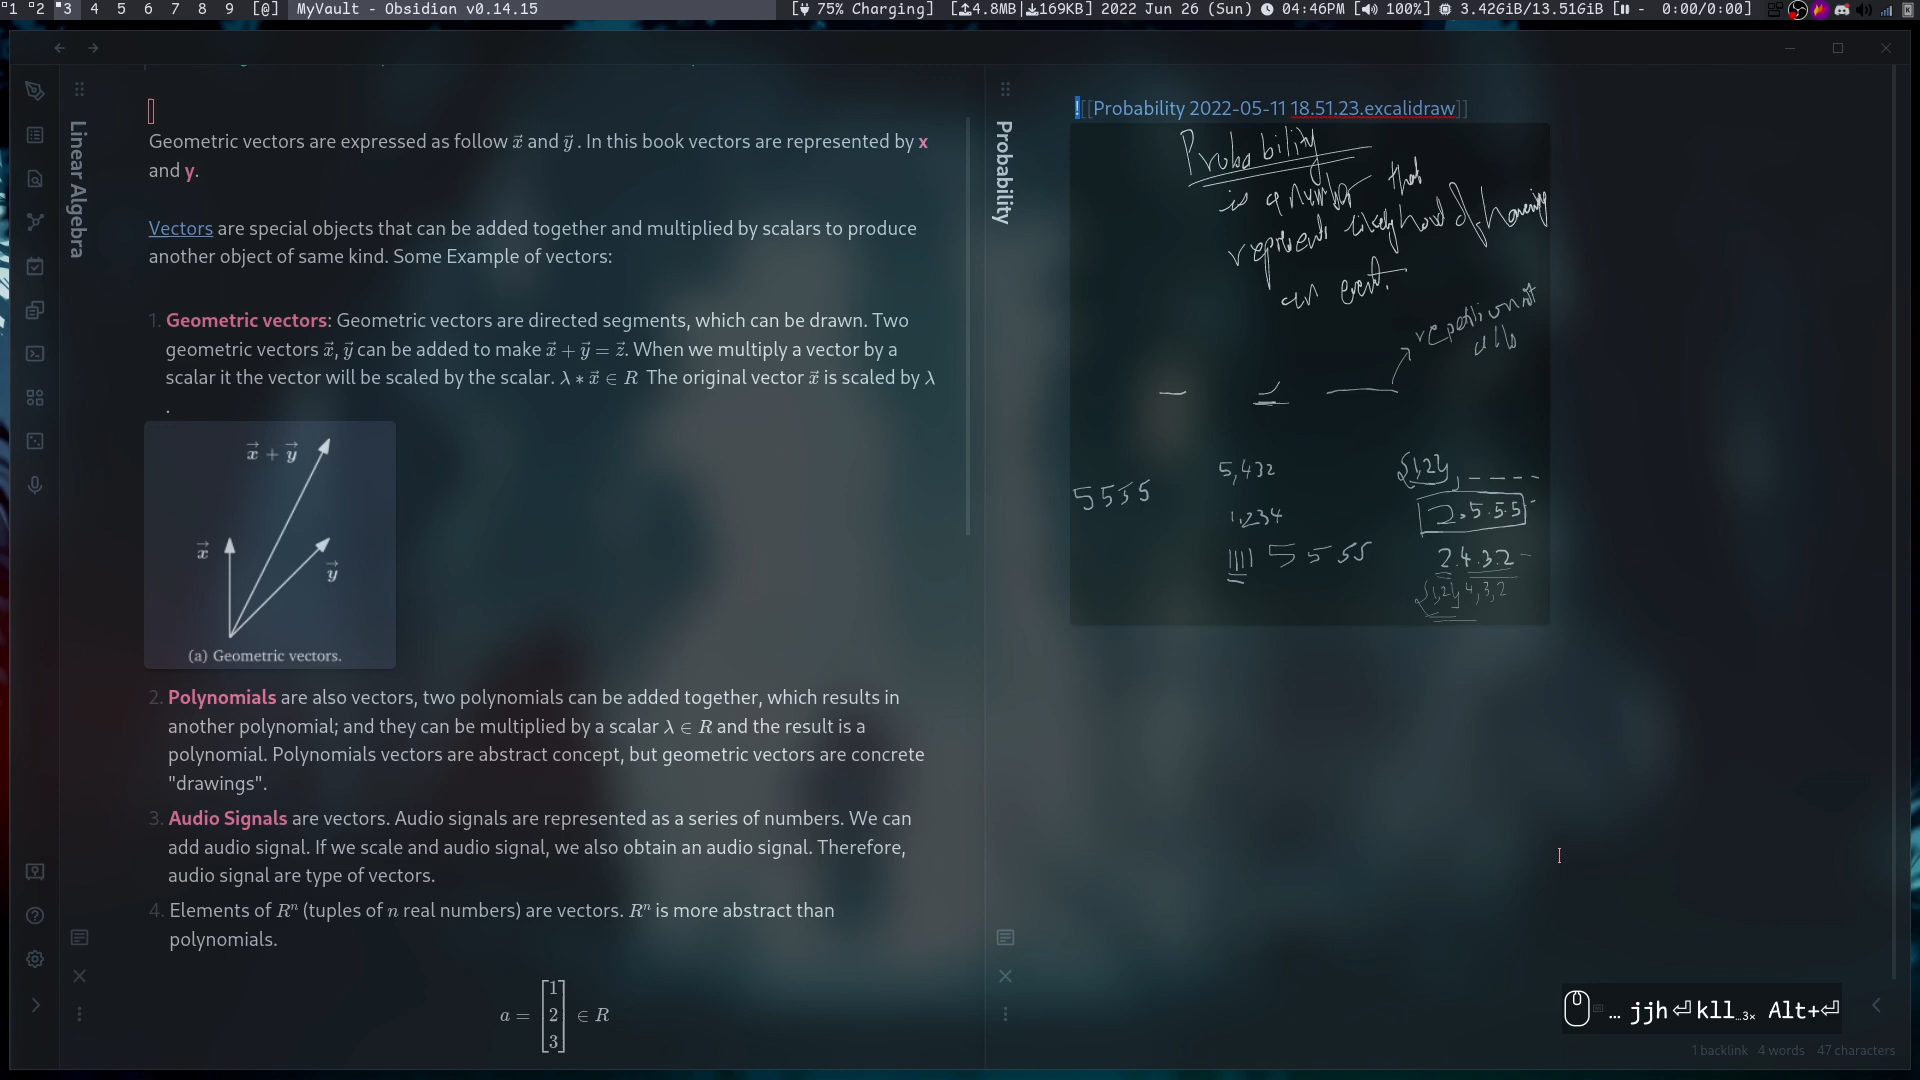 1 2 3 4 5 6 7 8 9 [@] MyVault - Obsidian v0.14.15 [ 75% Charging] [ 4.8MB| 169KB] 2022 Jun 26 (Sun) 04:46PM [ 100%] 3.42GiB/13.51GiB [ - 0:00/0:00]
Linear Algebra
Geometric vectors are expressed as follow x⃗ and y⃗ . In this book vectors are represented by x
and y.
Vectors are special objects that can be added together and multiplied by scalars to produce
another object of same kind. Some Example of vectors:
1. Geometric vectors: Geometric vectors are directed segments, which can be drawn. Two
geometric vectors x⃗, y⃗ can be added to make x⃗ + y⃗ = z⃗. When we multiply a vector by a
scalar it the vector will be scaled by the scalar. λ ∗ x⃗ ∈ R The original vector x⃗ is scaled by λ
.
x⃗ + y⃗
x⃗
y⃗
(a) Geometric vectors.
2. Polynomials are also vectors, two polynomials can be added together, which results in
another polynomial; and they can be multiplied by a scalar λ ∈ R and the result is a
polynomial. Polynomials vectors are abstract concept, but geometric vectors are concrete
"drawings".
3. Audio Signals are vectors. Audio signals are represented as a series of numbers. We can
add audio signal. If we scale and audio signal, we also obtain an audio signal. Therefore,
audio signal are type of vectors.
4. Elements of Rⁿ (tuples of n real numbers) are vectors. Rⁿ is more abstract than
polynomials.
a = [1
2
3] ∈ R
Probability
![[Probability 2022-05-11 18.51.23.excalidraw]]
Probability
is a number that
represents of having
an event.
5,432
5555
1,234
1111 5 5 55
{1,2}, _ _ _ _
2.5.5.5
2.4.3.2
{1,2} 4,3,2
… jjh⏎kll…3× Alt+⏎
1 backlink 4 words 47 characters